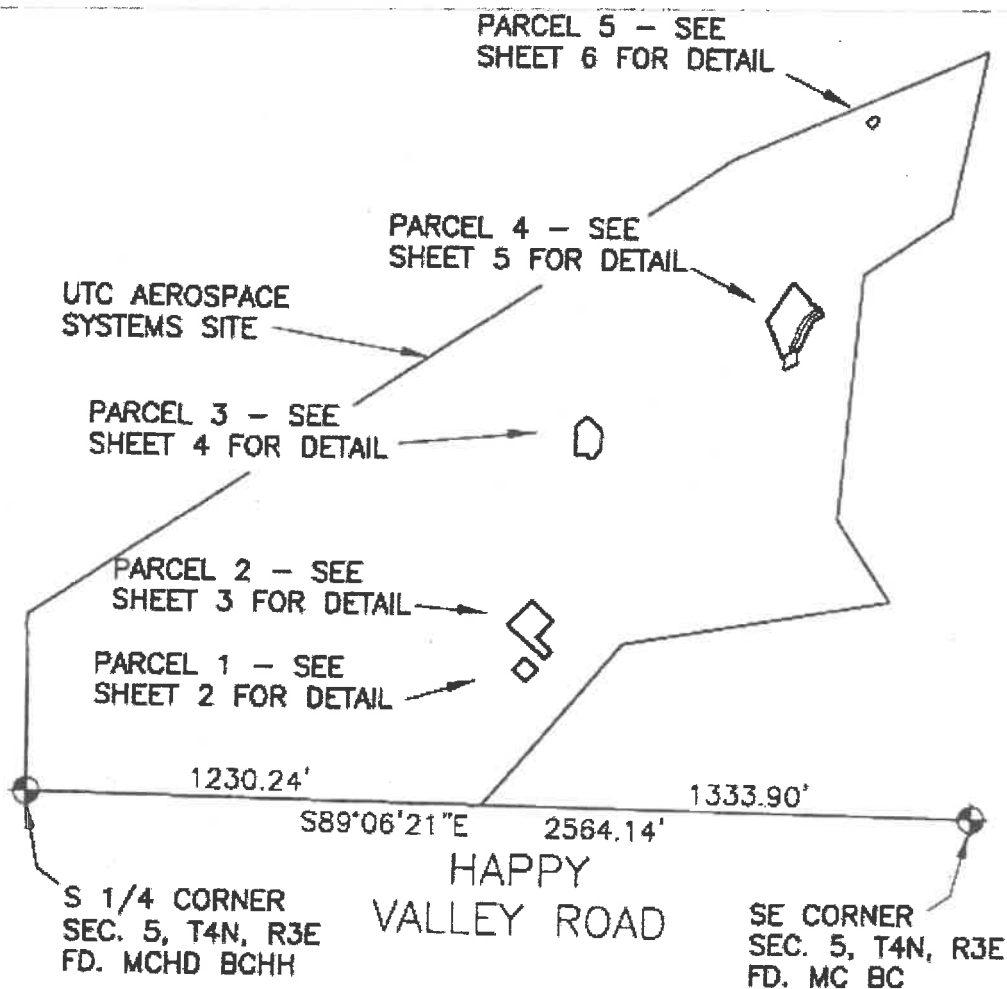 PARCEL 5 – SEE
SHEET 6 FOR DETAIL
PARCEL 4 – SEE
SHEET 5 FOR DETAIL
UTC AEROSPACE
SYSTEMS SITE
PARCEL 3 – SEE
SHEET 4 FOR DETAIL
PARCEL 2 – SEE
SHEET 3 FOR DETAIL
PARCEL 1 – SEE
SHEET 2 FOR DETAIL
1230.24'
1333.90'
S89°06'21"E
2564.14'
HAPPY
VALLEY ROAD
S 1/4 CORNER
SEC. 5, T4N, R3E
FD. MCHD BCHH
SE CORNER
SEC. 5, T4N, R3E
FD. MC BC